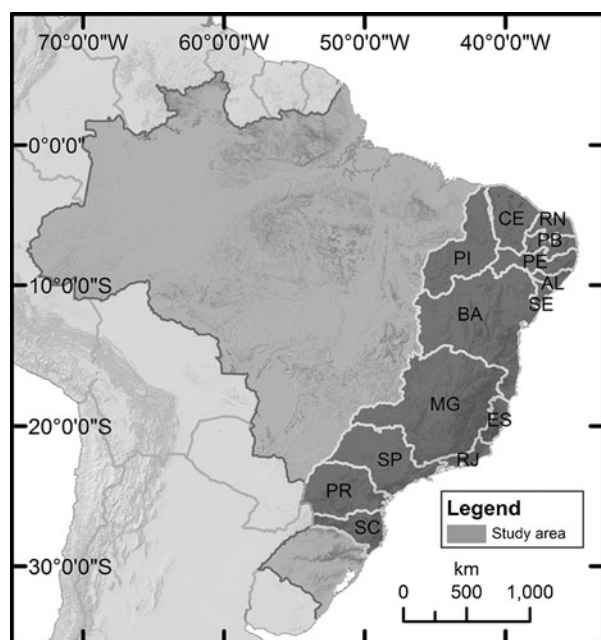 70°0'0"W 60°0'0"W 50°0'0"W 40°0'0"W
0°0'0"
10°0'0"S
20°0'0"S
30°0'0"S
CE RN
PB
PI PE
AL
BA SE
MG
ES
SP RJ
PR
SC
Legend
Study area
km
0 500 1,000